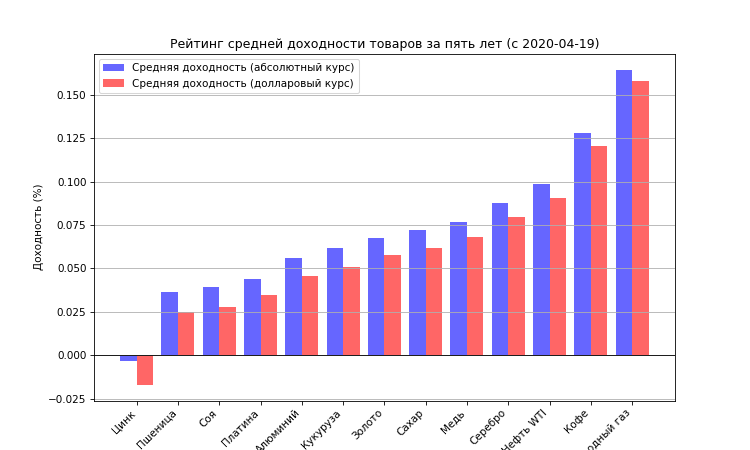 Рейтинг средней доходности товаров за пять лет (с 2020-04-19)
Средняя доходность (абсолютный курс)
Средняя доходность (долларовый курс)
Доходность (%)
0.150
0.125
0.100
0.075
0.050
0.025
0.000
−0.025
Цинк
Пшеница
Соя
Платина
Алюминий
Кукуруза
Золото
Сахар
Медь
Серебро
Нефть WTI
Кофе
газ